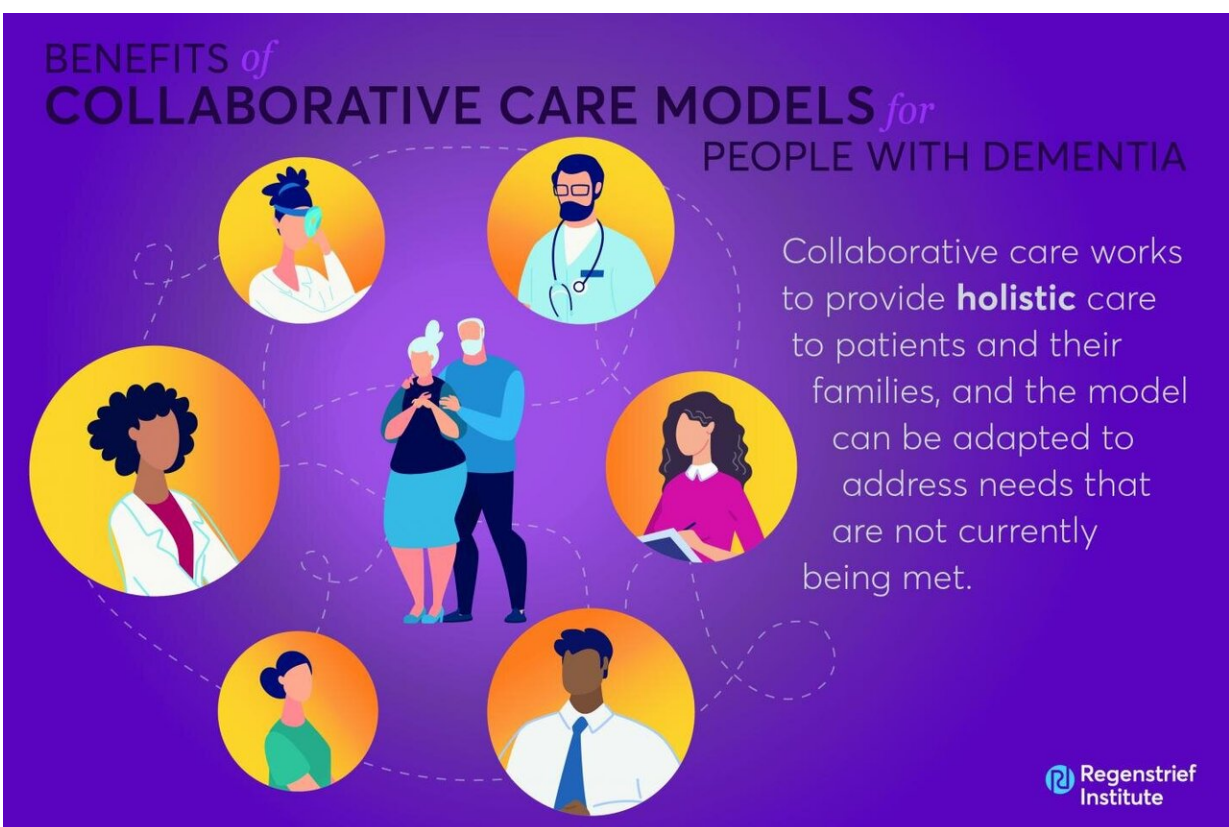 BENEFITS of
COLLABORATIVE CARE MODELS for
PEOPLE WITH DEMENTIA
Collaborative care works
to provide holistic care
to patients and their
families, and the model
can be adapted to
address needs that
are not currently
being met.
Regenstrief
Institute